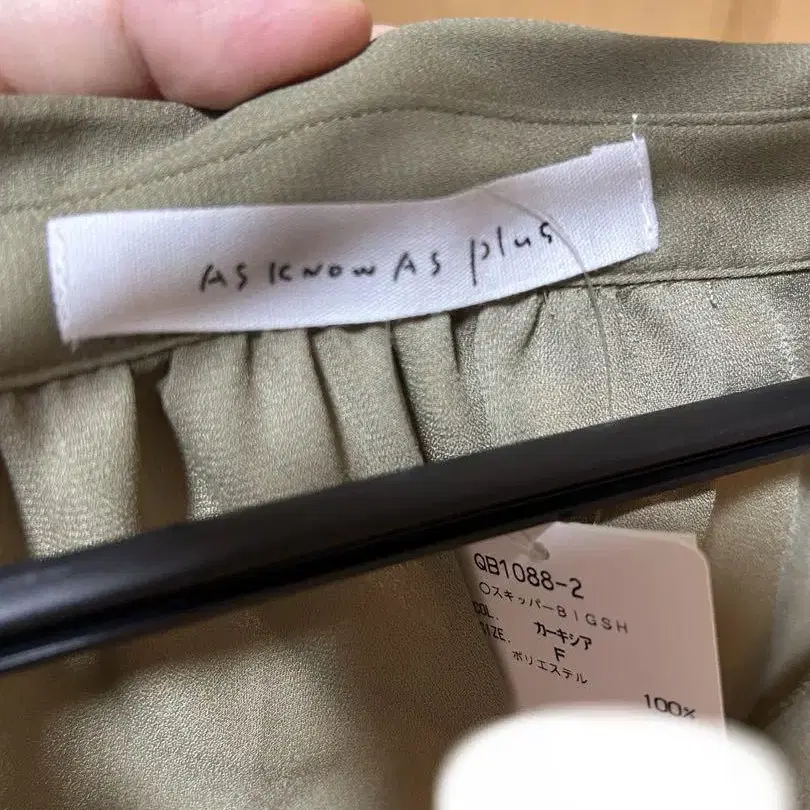 AS KNOW AS plus
QB1088-2
○スキッパーBIGSH
COL. カーキシア
SIZE. F
ポリエステル
100%